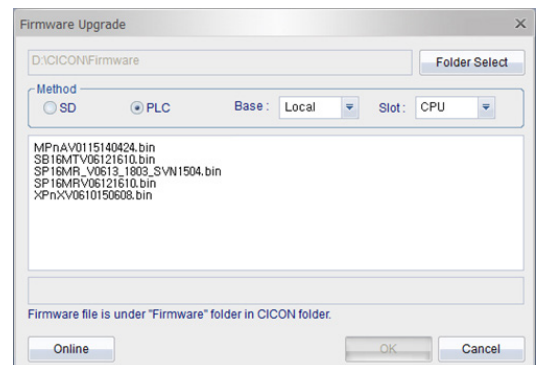 Firmware Upgrade
D:\CICON\Firmware
Folder Select
Method
SD PLC Base : Local Slot : CPU
MPnAV0115140424.bin
SB16MTV06121610.bin
SP16MR_V0613_1803_SVN1504.bin
SP16MRV06121610.bin
XPnXV0610150608.bin
Firmware file is under "Firmware" folder in CICON folder.
Online OK Cancel